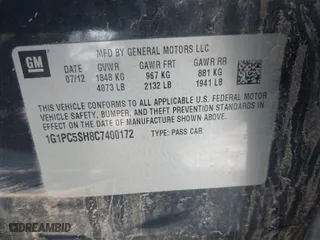 GM
MFD BY GENERAL MOTORS LLC
DATE GVWR GAWR FRT GAWR RR
07/12 1848 KG 967 KG 881 KG
4073 LB 2132 LB 1941 LB
THIS VEHICLE CONFORMS TO ALL APPLICABLE U.S. FEDERAL MOTOR
VEHICLE SAFETY, BUMPER, AND THEFT PREVENTION STANDARDS
IN EFFECT ON THE DATE OF MANUFACTURE SHOWN ABOVE.
1G1PC5SH8C7400172 TYPE: PASS CAR
DREAMBID